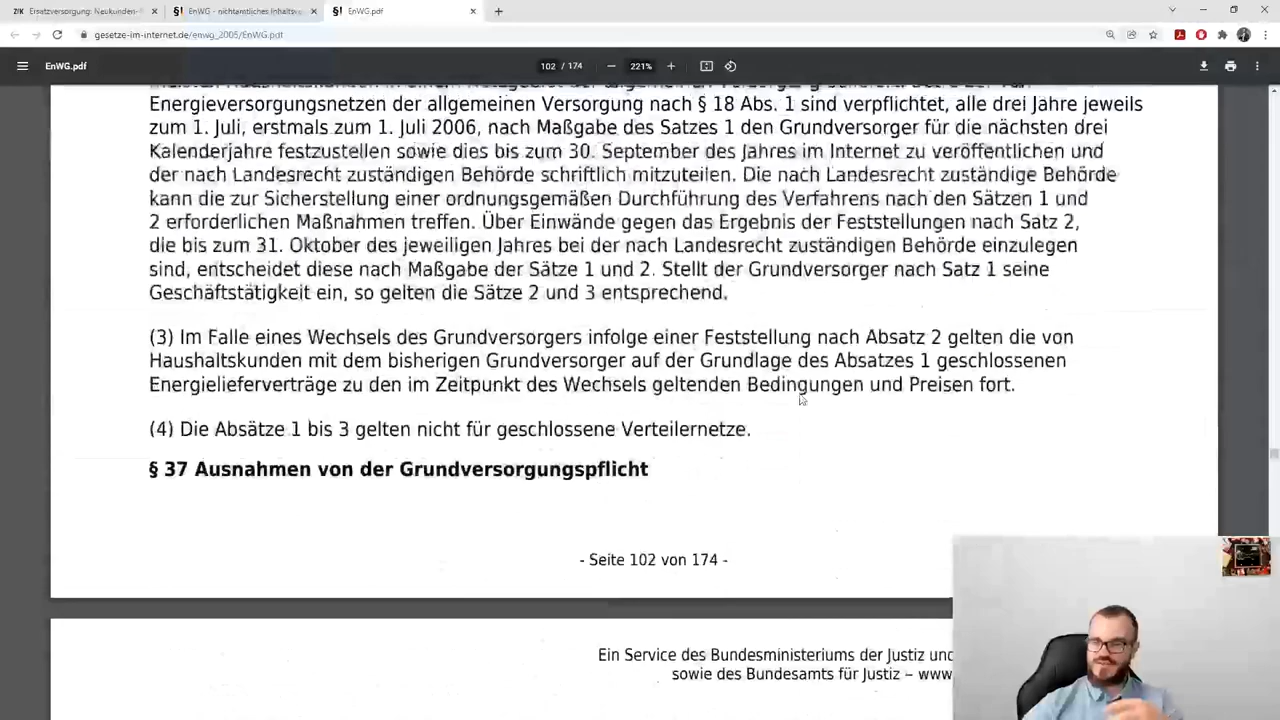 Ersatzversorgung: Neukunden-
EnWG - nichtamtliches Inhaltsv
EnWG.pdf
gesetze-im-internet.de/enwg_2005/EnWG.pdf
EnWG.pdf
102 / 174
221%
Energieversorgungsnetzen der allgemeinen Versorgung nach § 18 Abs. 1 sind verpflichtet, alle drei Jahre jeweils
zum 1. Juli, erstmals zum 1. Juli 2006, nach Maßgabe des Satzes 1 den Grundversorger für die nächsten drei
Kalenderjahre festzustellen sowie dies bis zum 30. September des Jahres im Internet zu veröffentlichen und
der nach Landesrecht zuständigen Behörde schriftlich mitzuteilen. Die nach Landesrecht zuständige Behörde
kann die zur Sicherstellung einer ordnungsgemäßen Durchführung des Verfahrens nach den Sätzen 1 und
2 erforderlichen Maßnahmen treffen. Über Einwände gegen das Ergebnis der Feststellungen nach Satz 2,
die bis zum 31. Oktober des jeweiligen Jahres bei der nach Landesrecht zuständigen Behörde einzulegen
sind, entscheidet diese nach Maßgabe der Sätze 1 und 2. Stellt der Grundversorger nach Satz 1 seine
Geschäftstätigkeit ein, so gelten die Sätze 2 und 3 entsprechend.
(3) Im Falle eines Wechsels des Grundversorgers infolge einer Feststellung nach Absatz 2 gelten die von
Haushaltskunden mit dem bisherigen Grundversorger auf der Grundlage des Absatzes 1 geschlossenen
Energielieferverträge zu den im Zeitpunkt des Wechsels geltenden Bedingungen und Preisen fort.
(4) Die Absätze 1 bis 3 gelten nicht für geschlossene Verteilernetze.
§ 37 Ausnahmen von der Grundversorgungspflicht
- Seite 102 von 174 -
Ein Service des Bundesministeriums der Justiz und
sowie des Bundesamts für Justiz – www